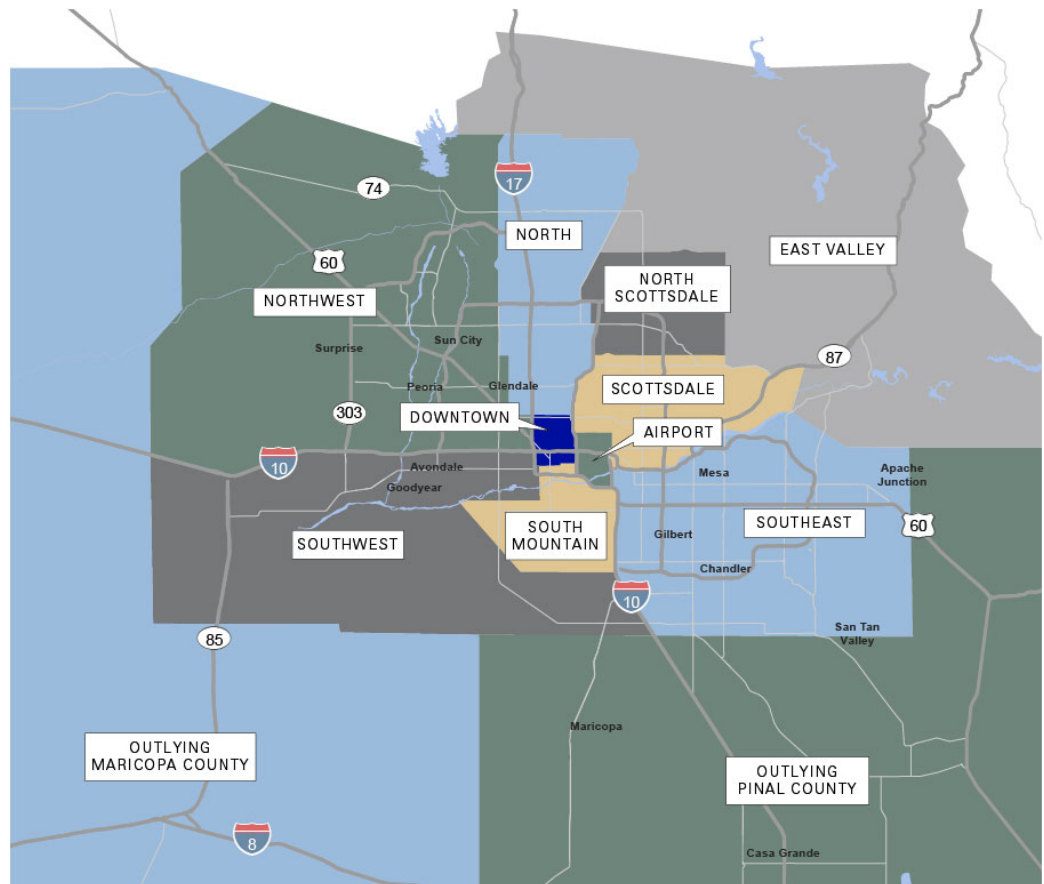 17
74
NORTH
EAST VALLEY
60
NORTH
SCOTTSDALE
NORTHWEST
Sun City
Surprise
87
Peoria
Glendale
SCOTTSDALE
303
DOWNTOWN
AIRPORT
10
Avondale
Mesa
Apache
Junction
Goodyear
SOUTHWEST
SOUTH
MOUNTAIN
Gilbert
SOUTHEAST
60
Chandler
10
85
San Tan
Valley
Maricopa
OUTLYING
MARICOPA COUNTY
OUTLYING
PINAL COUNTY
8
Casa Grande